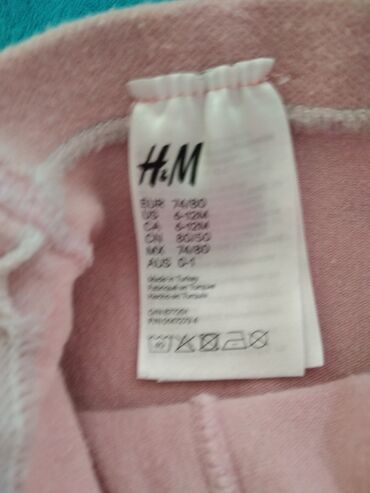 H&M
EUR 74/80
US 6-12M
CA 6-12M
CN 80/50
MX 74/80
AUS 0-1
Made in Turkey
Fabriqué en Turquie
Hecho en Turquía